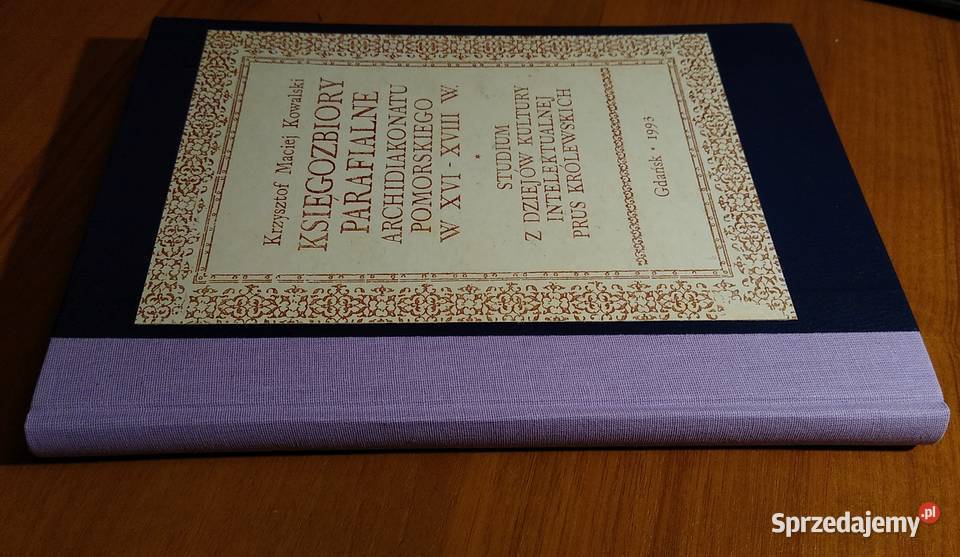 Krzysztof Maciej Kowalski
KSIĘGOZBIORY
PARAFIALNE
ARCHIDIAKONATU
POMORSKIEGO
W XVI - XVIII W.
*
STUDIUM
Z DZIEJÓW KULTURY
INTELEKTUALNEJ
PRUS KRÓLEWSKICH
Gdańsk • 1993
Sprzedajemy.pl